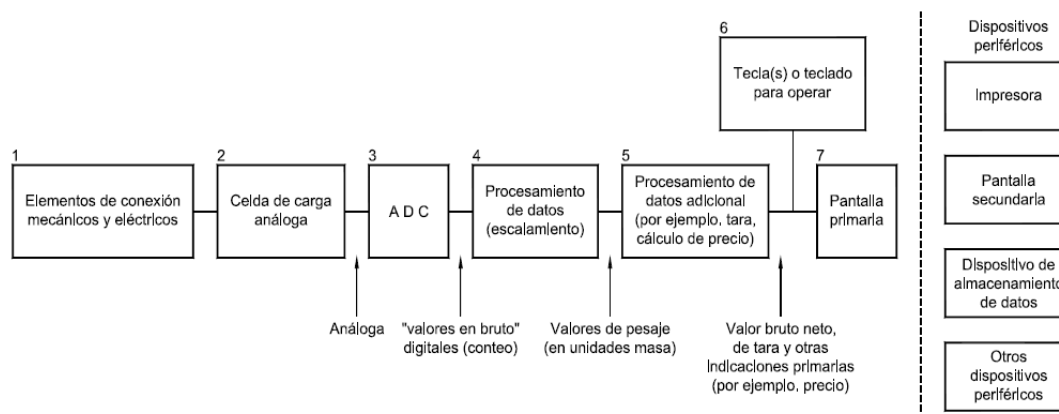 6
Tecla(s) o teclado
para operar
1
Elementos de conexión
mecánicos y eléctricos
2
Celda de carga
análoga
3
A D C
4
Procesamiento
de datos
(escalamiento)
5
Procesamiento de
datos adicional
(por ejemplo, tara,
cálculo de precio)
7
Pantalla
primaria
Análoga
"valores en bruto"
digitales (conteo)
Valores de pesaje
(en unidades masa)
Valor bruto neto,
de tara y otras
Indicaciones primarias
(por ejemplo, precio)
Dispositivos
periféricos
Impresora
Pantalla
secundaria
Dispositivo de
almacenamiento
de datos
Otros
dispositivos
periféricos